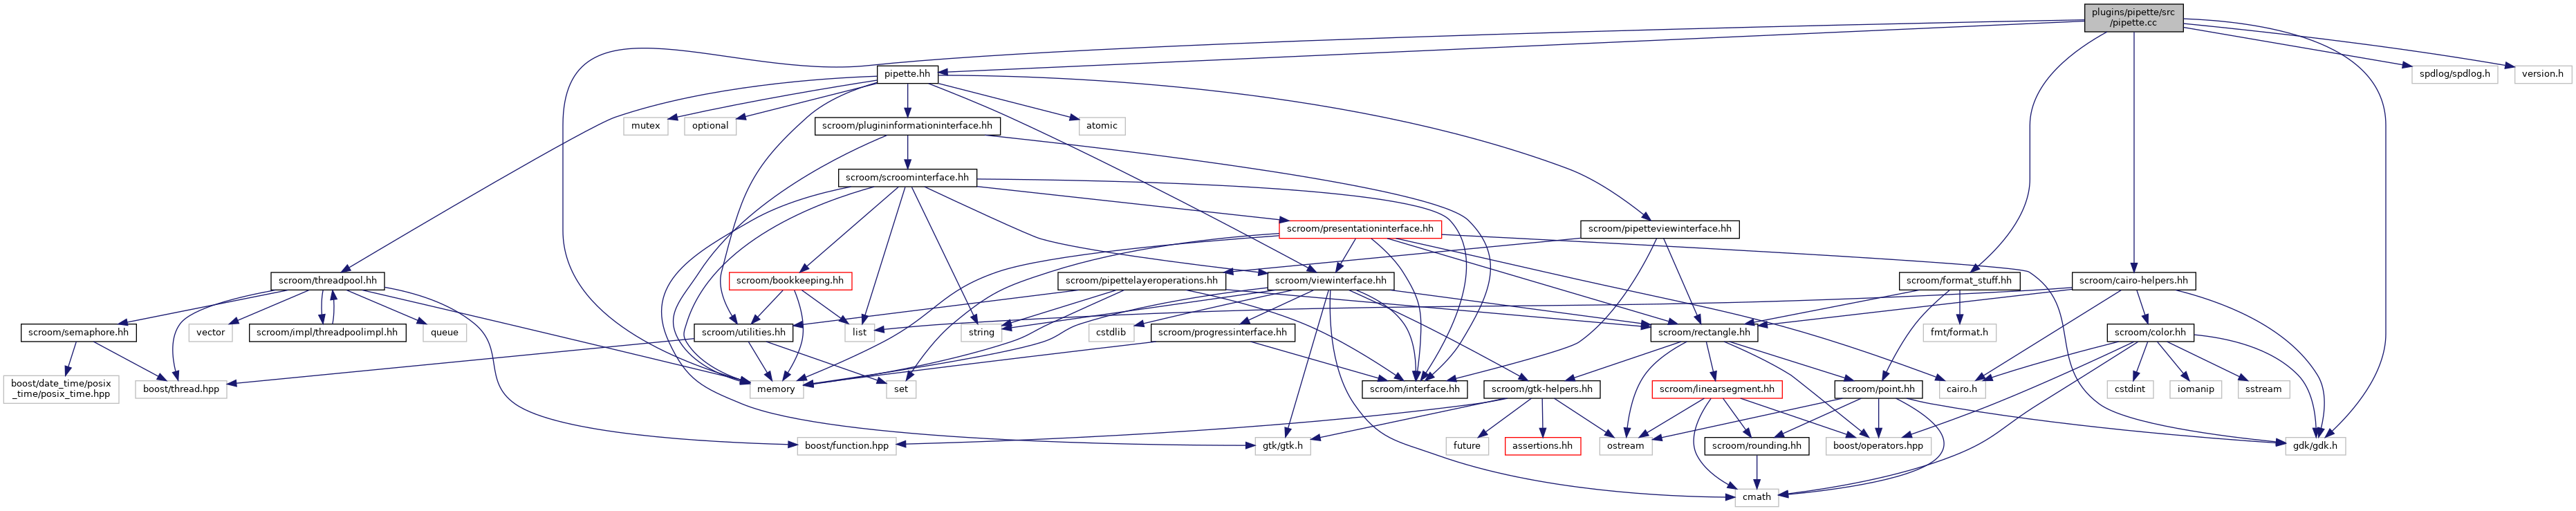 plugins/pipette/src
/pipette.cc
pipette.hh
spdlog/spdlog.h
version.h
mutex
optional
scroom/plugininformationinterface.hh
atomic
scroom/scroominterface.hh
scroom/presentationinterface.hh
scroom/pipetteviewinterface.hh
scroom/threadpool.hh
scroom/bookkeeping.hh
scroom/pipettelayeroperations.hh
scroom/viewinterface.hh
scroom/format_stuff.hh
scroom/cairo-helpers.hh
scroom/semaphore.hh
vector
scroom/impl/threadpoolimpl.hh
queue
scroom/utilities.hh
list
string
cstdlib
scroom/progressinterface.hh
scroom/rectangle.hh
fmt/format.h
scroom/color.hh
boost/date_time/posix
_time/posix_time.hpp
boost/thread.hpp
memory
set
scroom/interface.hh
scroom/gtk-helpers.hh
scroom/linearsegment.hh
scroom/point.hh
cairo.h
cstdint
iomanip
sstream
boost/function.hpp
gtk/gtk.h
future
assertions.hh
ostream
scroom/rounding.hh
boost/operators.hpp
gdk/gdk.h
cmath